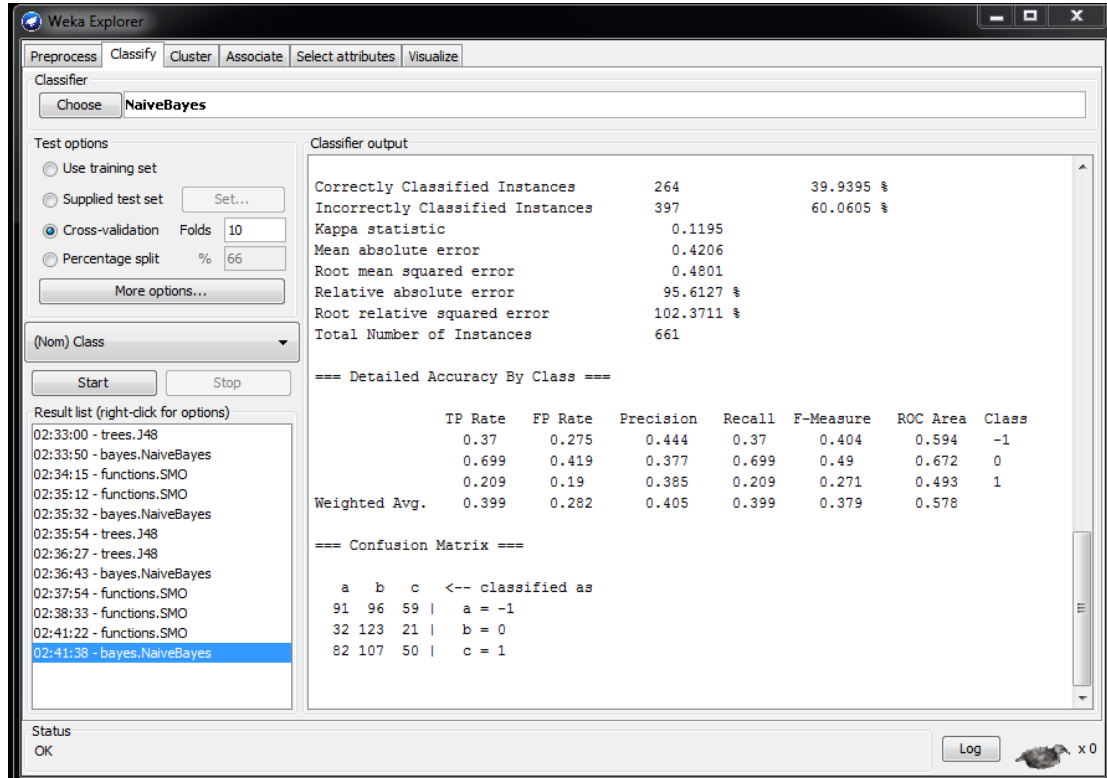 Weka Explorer
Preprocess Classify Cluster Associate Select attributes Visualize
Classifier
Choose NaiveBayes
Test options
Use training set
Supplied test set Set...
Cross-validation Folds 10
Percentage split % 66
More options...
(Nom) Class
Start Stop
Result list (right-click for options)
02:33:00 - trees.J48
02:33:50 - bayes.NaiveBayes
02:34:15 - functions.SMO
02:35:12 - functions.SMO
02:35:32 - bayes.NaiveBayes
02:35:54 - trees.J48
02:36:27 - trees.J48
02:36:43 - bayes.NaiveBayes
02:37:54 - functions.SMO
02:38:33 - functions.SMO
02:41:22 - functions.SMO
02:41:38 - bayes.NaiveBayes
Classifier output
Correctly Classified Instances 264 39.9395 %
Incorrectly Classified Instances 397 60.0605 %
Kappa statistic 0.1195
Mean absolute error 0.4206
Root mean squared error 0.4801
Relative absolute error 95.6127 %
Root relative squared error 102.3711 %
Total Number of Instances 661
=== Detailed Accuracy By Class ===
TP Rate FP Rate Precision Recall F-Measure ROC Area Class
0.37 0.275 0.444 0.37 0.404 0.594 -1
0.699 0.419 0.377 0.699 0.49 0.672 0
0.209 0.19 0.385 0.209 0.271 0.493 1
Weighted Avg. 0.399 0.282 0.405 0.399 0.379 0.578
=== Confusion Matrix ===
a b c <-- classified as
91 96 59 | a = -1
32 123 21 | b = 0
82 107 50 | c = 1
Status
OK
Log
x 0